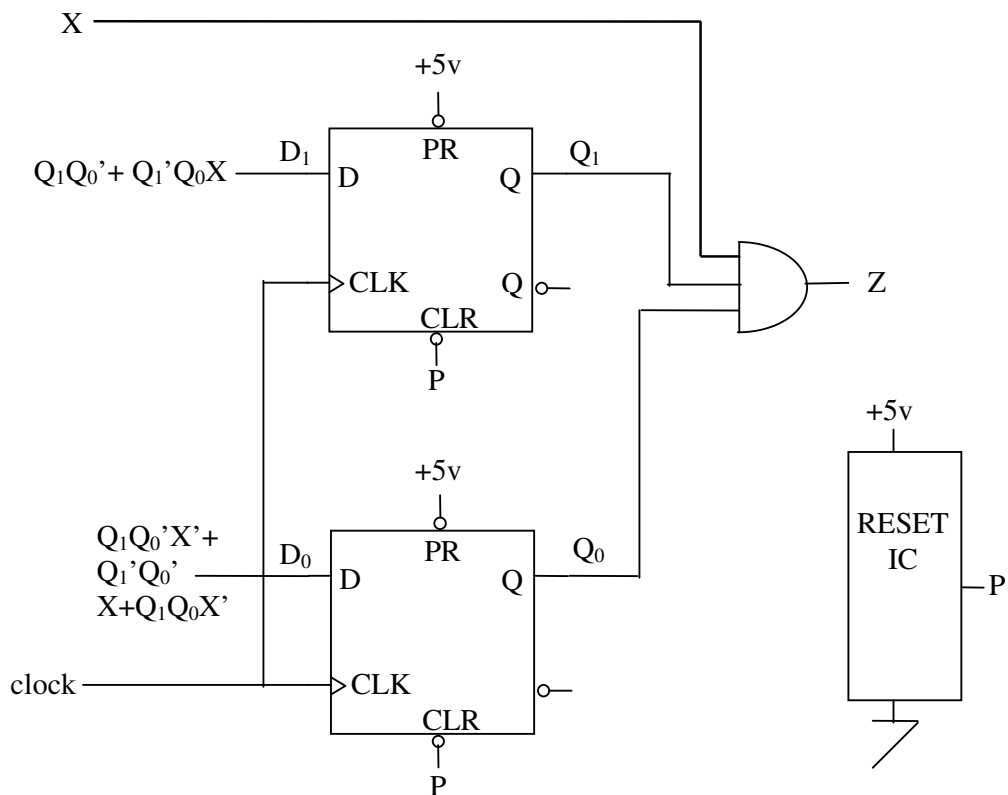 X
+5v
PR
D₁
Q₁
Q₁Q₀’+ Q₁’Q₀X
D
Q
CLK
Q
Z
CLR
P
+5v
+5v
PR
RESET
IC
P
Q₁Q₀’X’+
Q₁’Q₀’
X+Q₁Q₀X’
D₀
Q₀
D
Q
clock
CLK
CLR
P